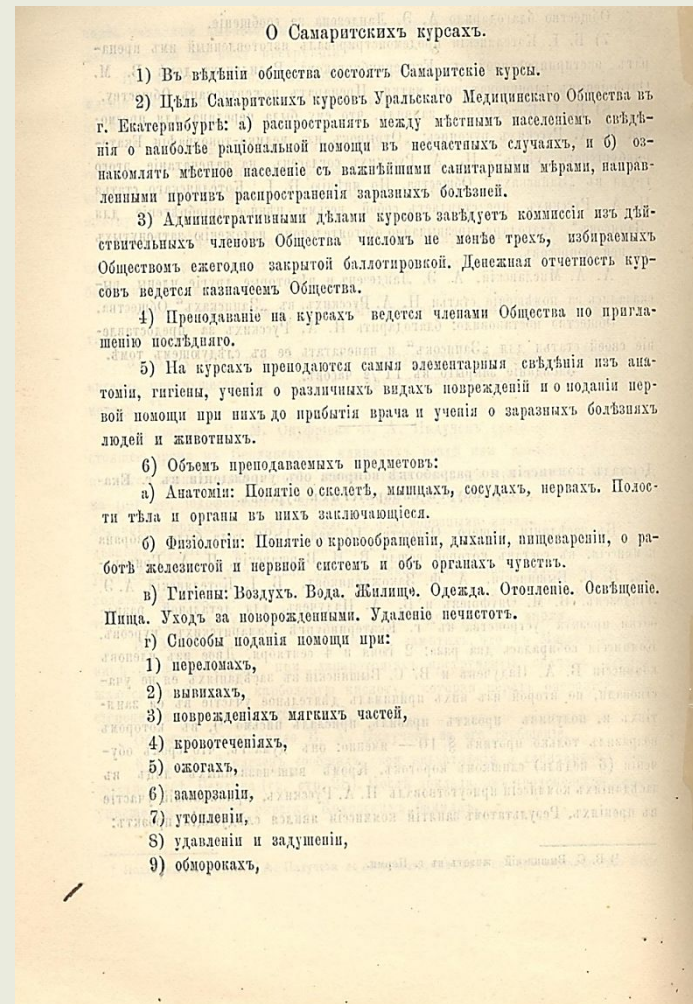 О Самаритскихъ курсахъ.
1) Въ вѣдѣніи общества состоятъ Самаритскіе курсы.
2) Цѣль Самаритскихъ курсовъ Уральскаго Медицинскаго Общества въ
г. Екатеринбургѣ: а) распространять между мѣстнымъ населеніемъ свѣдѣ-
нія о наиболѣе раціональной помощи въ несчастныхъ случаяхъ, и б) оз-
накомлять мѣстное населеніе съ важнѣйшими санитарными мѣрами, направ-
ленными противъ распространенія заразныхъ болѣзней.
3) Административными дѣлами курсовъ завѣдуетъ коммиссія изъ дѣй-
ствительныхъ членовъ Общества числомъ не менѣе трехъ, избираемыхъ
Обществомъ ежегодно закрытой баллотировкой. Денежная отчетность кур-
совъ ведется казначеемъ Общества.
4) Преподаваніе на курсахъ ведется членами Общества по пригла-
шенію послѣдняго.
5) На курсахъ преподаются самыя элементарныя свѣдѣнія изъ ана-
томіи, гигіены, ученія о различныхъ видахъ поврежденій и о поданіи пер-
вой помощи при нихъ до прибытія врача и ученія о заразныхъ болѣзняхъ
людей и животныхъ.
6) Объемъ преподаваемыхъ предметовъ:
а) Анатомія: Понятіе о скелетѣ, мышцахъ, сосудахъ, нервахъ. Полос-
ти тѣла и органы въ нихъ заключающіеся.
б) Физіологіи: Понятіе о кровообращеніи, дыханіи, пищевареніи, о ра-
ботѣ железистой и нервной системъ и объ органахъ чувствъ.
в) Гигіены: Воздухъ. Вода. Жилище. Одежда. Отопленіе. Освѣщеніе.
Пища. Уходъ за новорожденными. Удаленіе нечистотъ.
г) Способы поданія помощи при:
1) переломахъ,
2) вывихахъ,
3) поврежденіяхъ мягкихъ частей,
4) кровотеченіяхъ,
5) ожогахъ,
6) замерзаніи,
7) утопленіи,
8) удавленіи и задушеніи,
9) обморокахъ,